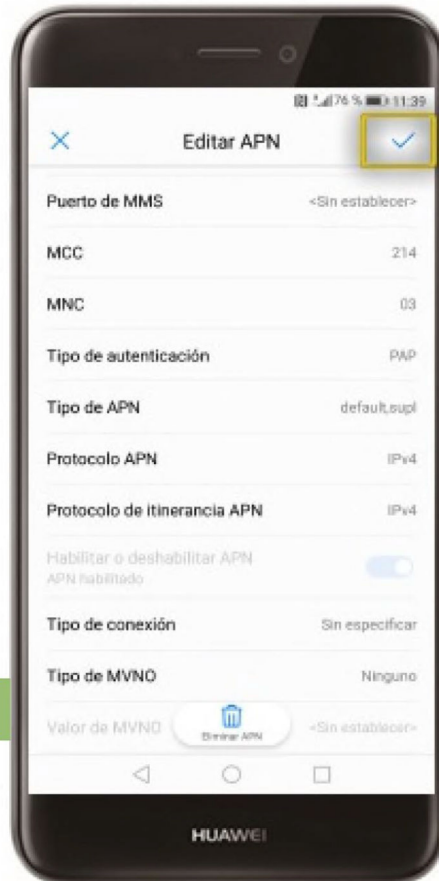 76 % 11:39
Editar APN
Puerto de MMS <Sin establecer>
MCC 214
MNC 03
Tipo de autenticación PAP
Tipo de APN default,supl
Protocolo APN IPv4
Protocolo de itinerancia APN IPv4
Habilitar o deshabilitar APN
APN habilitado
Tipo de conexión Sin especificar
Tipo de MVNO Ninguno
Valor de MVNO <Sin establecer>
Eliminar APN
HUAWEI